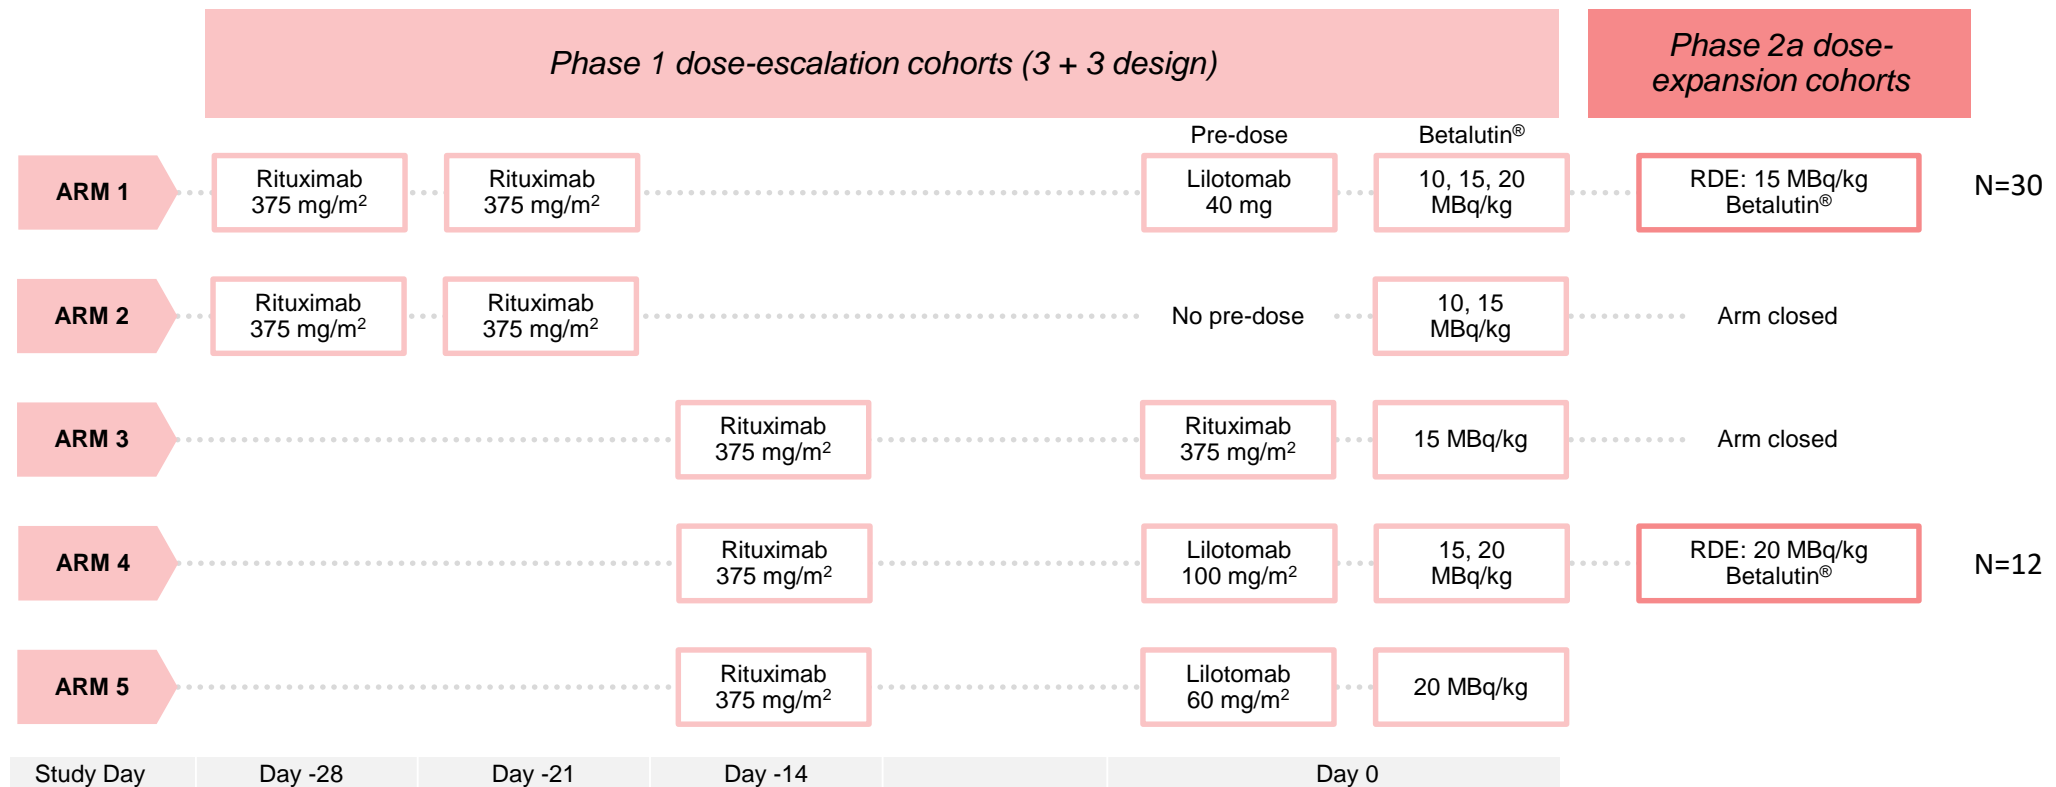 Phase 1 dose-escalation cohorts (3 + 3 design)
Phase 2a dose-
expansion cohorts
Pre-dose
Betalutin®
ARM 1
Rituximab
375 mg/m²
Rituximab
375 mg/m²
Lilotomab
40 mg
10, 15, 20
MBq/kg
RDE: 15 MBq/kg
Betalutin®
N=30
ARM 2
Rituximab
375 mg/m²
Rituximab
375 mg/m²
No pre-dose
10, 15
MBq/kg
Arm closed
ARM 3
Rituximab
375 mg/m²
Rituximab
375 mg/m²
15 MBq/kg
Arm closed
ARM 4
Rituximab
375 mg/m²
Lilotomab
100 mg/m²
15, 20
MBq/kg
RDE: 20 MBq/kg
Betalutin®
N=12
ARM 5
Rituximab
375 mg/m²
Lilotomab
60 mg/m²
20 MBq/kg
Study Day
Day -28
Day -21
Day -14
Day 0